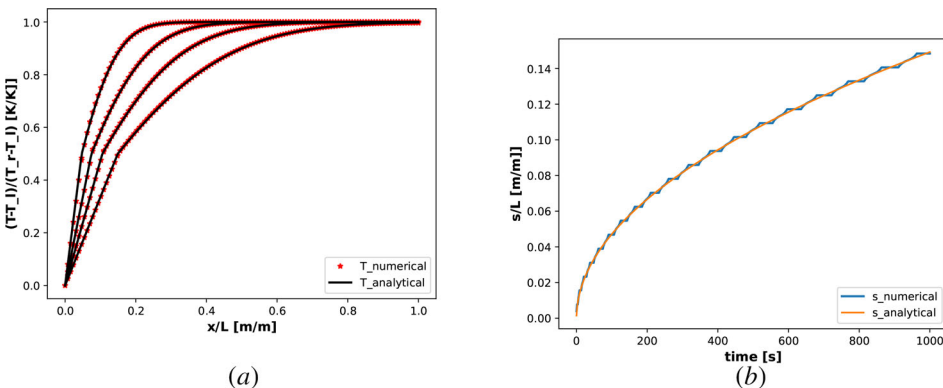 1.0
0.8
0.6
0.4
0.2
0.0
(T-T_l)/(T_r-T_l) [K/K)]
0.0 0.2 0.4 0.6 0.8 1.0
x/L [m/m]
T_numerical
T_analytical
(a)
0.14
0.12
0.10
0.08
0.06
0.04
0.02
0.00
s/L [m/m]]
0 200 400 600 800 1000
time [s]
s_numerical
s_analytical
(b)